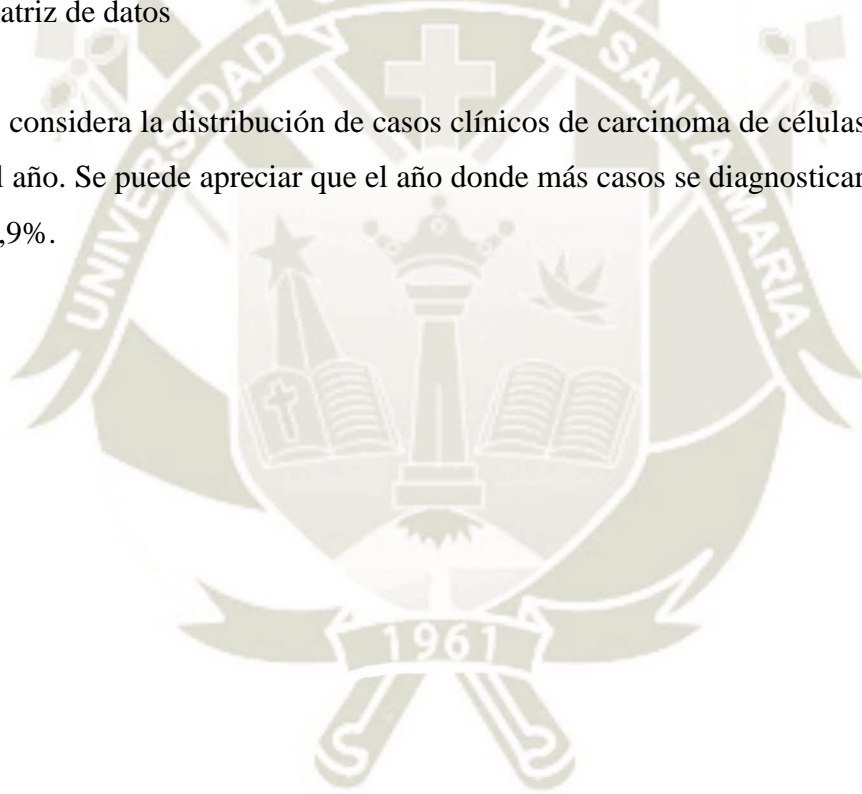 atriz de datos
considera la distribución de casos clínicos de carcinoma de células
l año. Se puede apreciar que el año donde más casos se diagnosticar
,9%.
UNIVERSIDAD
SANTA MARIA
1961